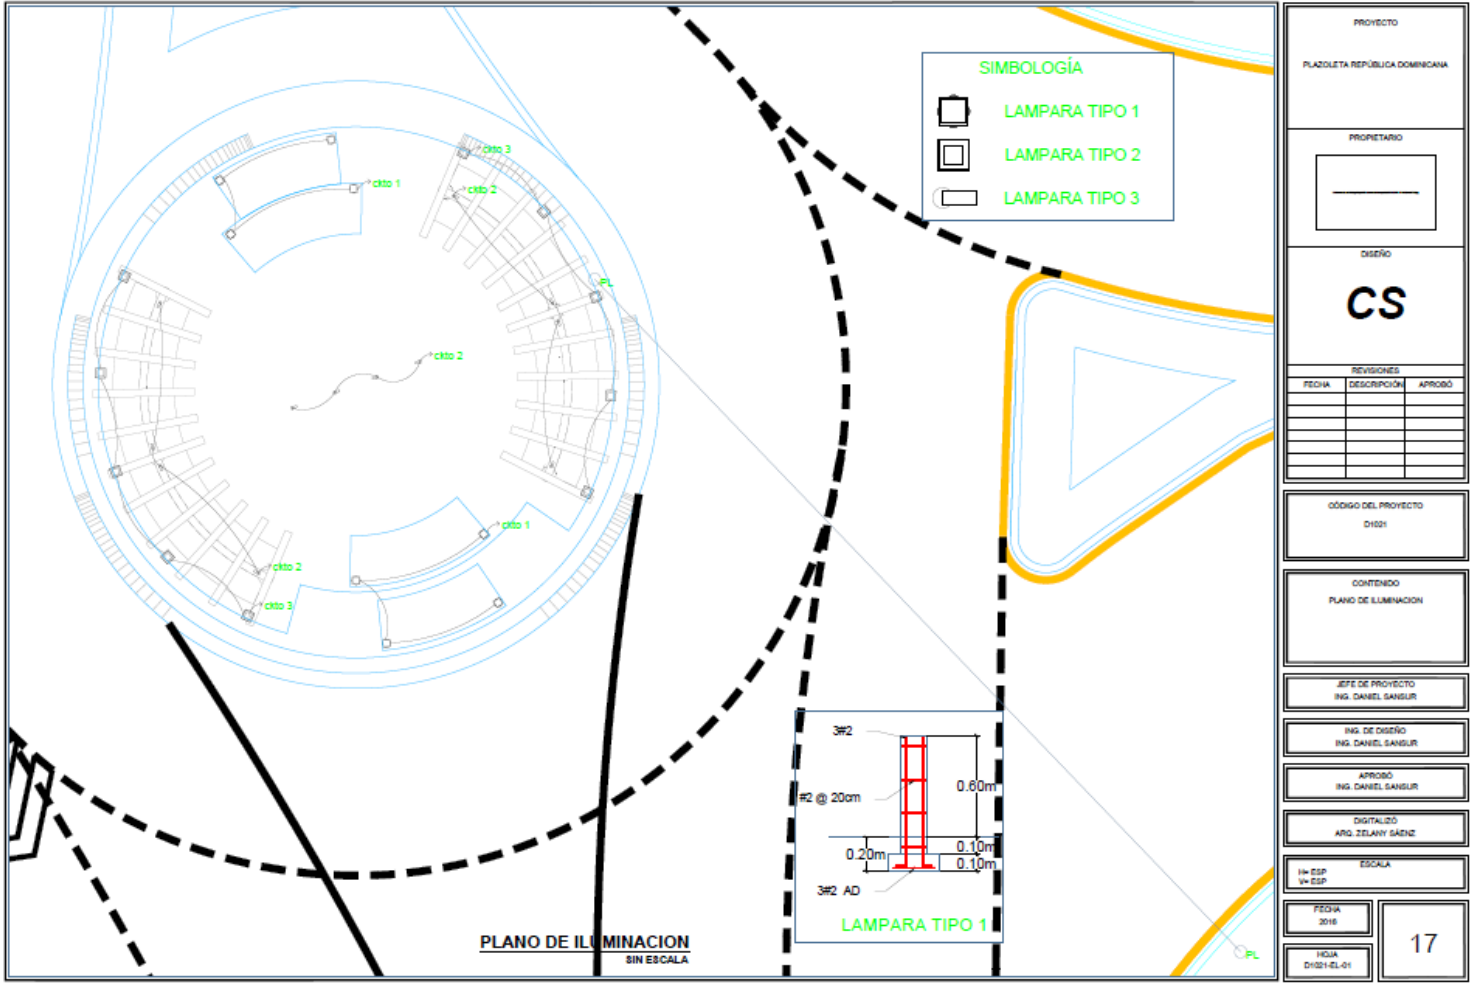 SIMBOLOGÍA
LAMPARA TIPO 1
LAMPARA TIPO 2
LAMPARA TIPO 3
ckto 3
ckto 2
ckto 1
PL
ckto 2
ckto 1
ckto 2
ckto 3
3#2
#2 @ 20cm
0.60m
0.10m
0.20m
0.10m
3#2 AD
LAMPARA TIPO 1
PL
PLANO DE ILUMINACION
SIN ESCALA
PROYECTO
PLAZOLETA REPÚBLICA DOMINICANA
PROPIETARIO
DISEÑO
CS
REVISIONES
FECHA DESCRIPCIÓN APROBÓ
CÓDIGO DEL PROYECTO
D1021
CONTENIDO
PLANO DE ILUMINACION
JEFE DE PROYECTO
ING. DANIEL SANSUR
ING. DE DISEÑO
ING. DANIEL SANSUR
APROBÓ
ING. DANIEL SANSUR
DIGITALIZÓ
ARQ. ZELANY SÁENZ
ESCALA
H= ESP
V= ESP
FECHA
2016
HOJA
D1021-EL-01
17